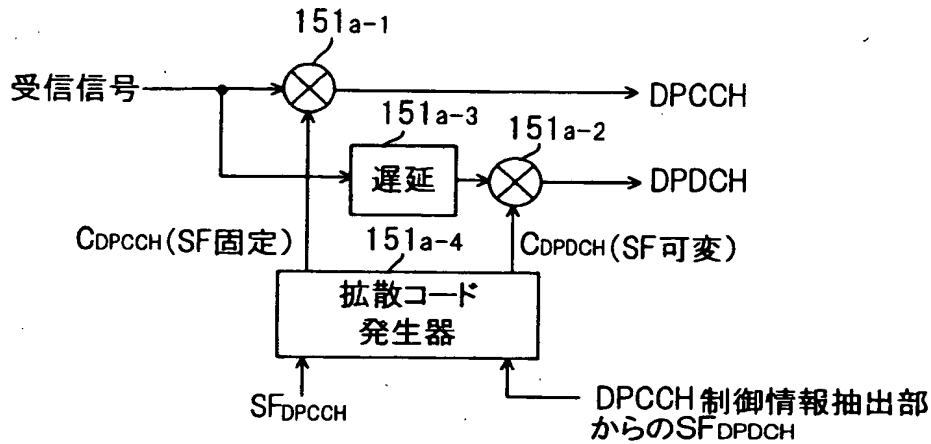 151a-1
受信信号
DPCCH
151a-3
151a-2
遅延
DPDCH
CDPCCH(SF固定)
151a-4
CDPDCH(SF可変)
拡散コード
発生器
SFDPCCH
DPCCH制御情報抽出部
からのSFDPDCH